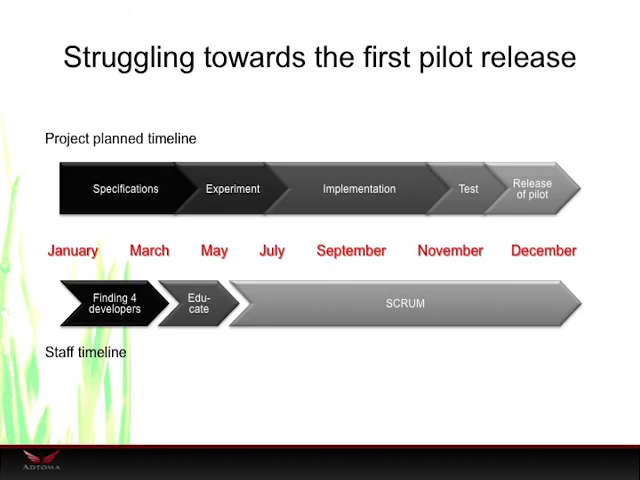 Struggling towards the first pilot release
Project planned timeline
Specifications
Experiment
Implementation
Test
Release
of pilot
January March May July September November December
Finding 4
developers
Edu-
cate
SCRUM
Staff timeline
ADTOMA